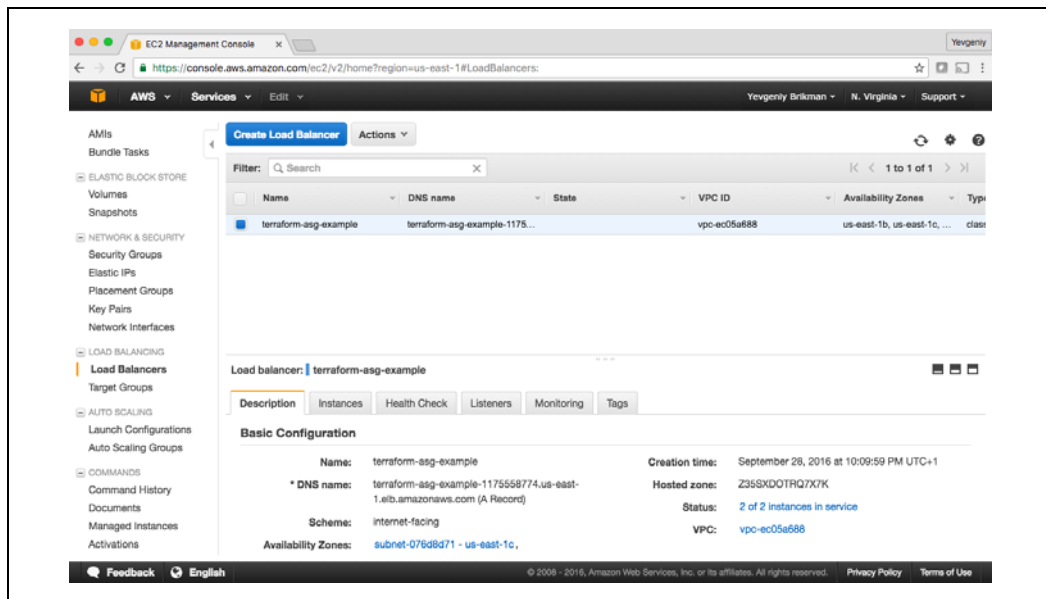 EC2 Management Console
Yevgeniy
https://console.aws.amazon.com/ec2/v2/home?region=us-east-1#LoadBalancers:
AWS Services Edit Yevgeniy Brikman N. Virginia Support
AMIs
Bundle Tasks
ELASTIC BLOCK STORE
Volumes
Snapshots
NETWORK & SECURITY
Security Groups
Elastic IPs
Placement Groups
Key Pairs
Network Interfaces
LOAD BALANCING
Load Balancers
Target Groups
AUTO SCALING
Launch Configurations
Auto Scaling Groups
COMMANDS
Command History
Documents
Managed Instances
Activations
Create Load Balancer Actions
Filter: Search 1 to 1 of 1
Name DNS name State VPC ID Availability Zones Type
terraform-asg-example terraform-asg-example-1175... vpc-ec05a688 us-east-1b, us-east-1c, ... clas
Load balancer: terraform-asg-example
Description Instances Health Check Listeners Monitoring Tags
Basic Configuration
Name: terraform-asg-example
* DNS name: terraform-asg-example-1175558774.us-east-
1.elb.amazonaws.com (A Record)
Scheme: internet-facing
Availability Zones: subnet-076d8d71 - us-east-1c,
Creation time: September 28, 2016 at 10:09:59 PM UTC+1
Hosted zone: Z35SXDOTRQ7X7K
Status: 2 of 2 instances in service
VPC: vpc-ec05a688
Feedback English © 2008 - 2016, Amazon Web Services, Inc. or its affiliates. All rights reserved. Privacy Policy Terms of Use